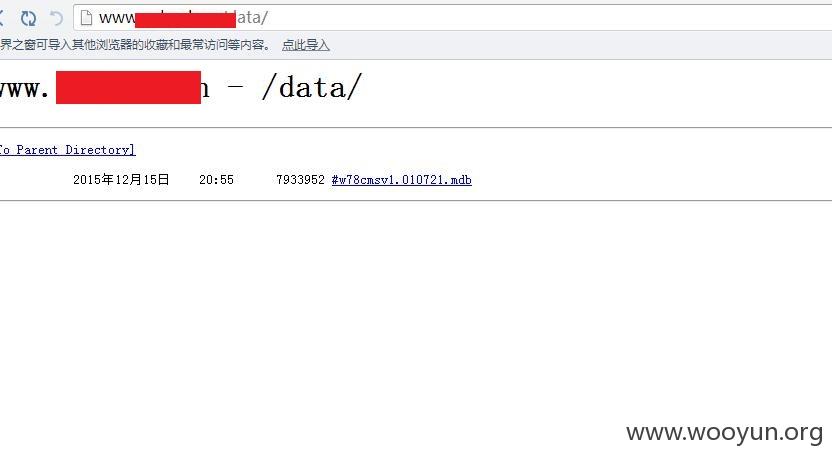 www. data/
界之窗可导入其他浏览器的收藏和最常访问等内容。 点此导入
www. - /data/
To Parent Directory]
2015年12月15日 20:55 7933952 #w78cmsv1.010721.mdb
www.wooyun.org